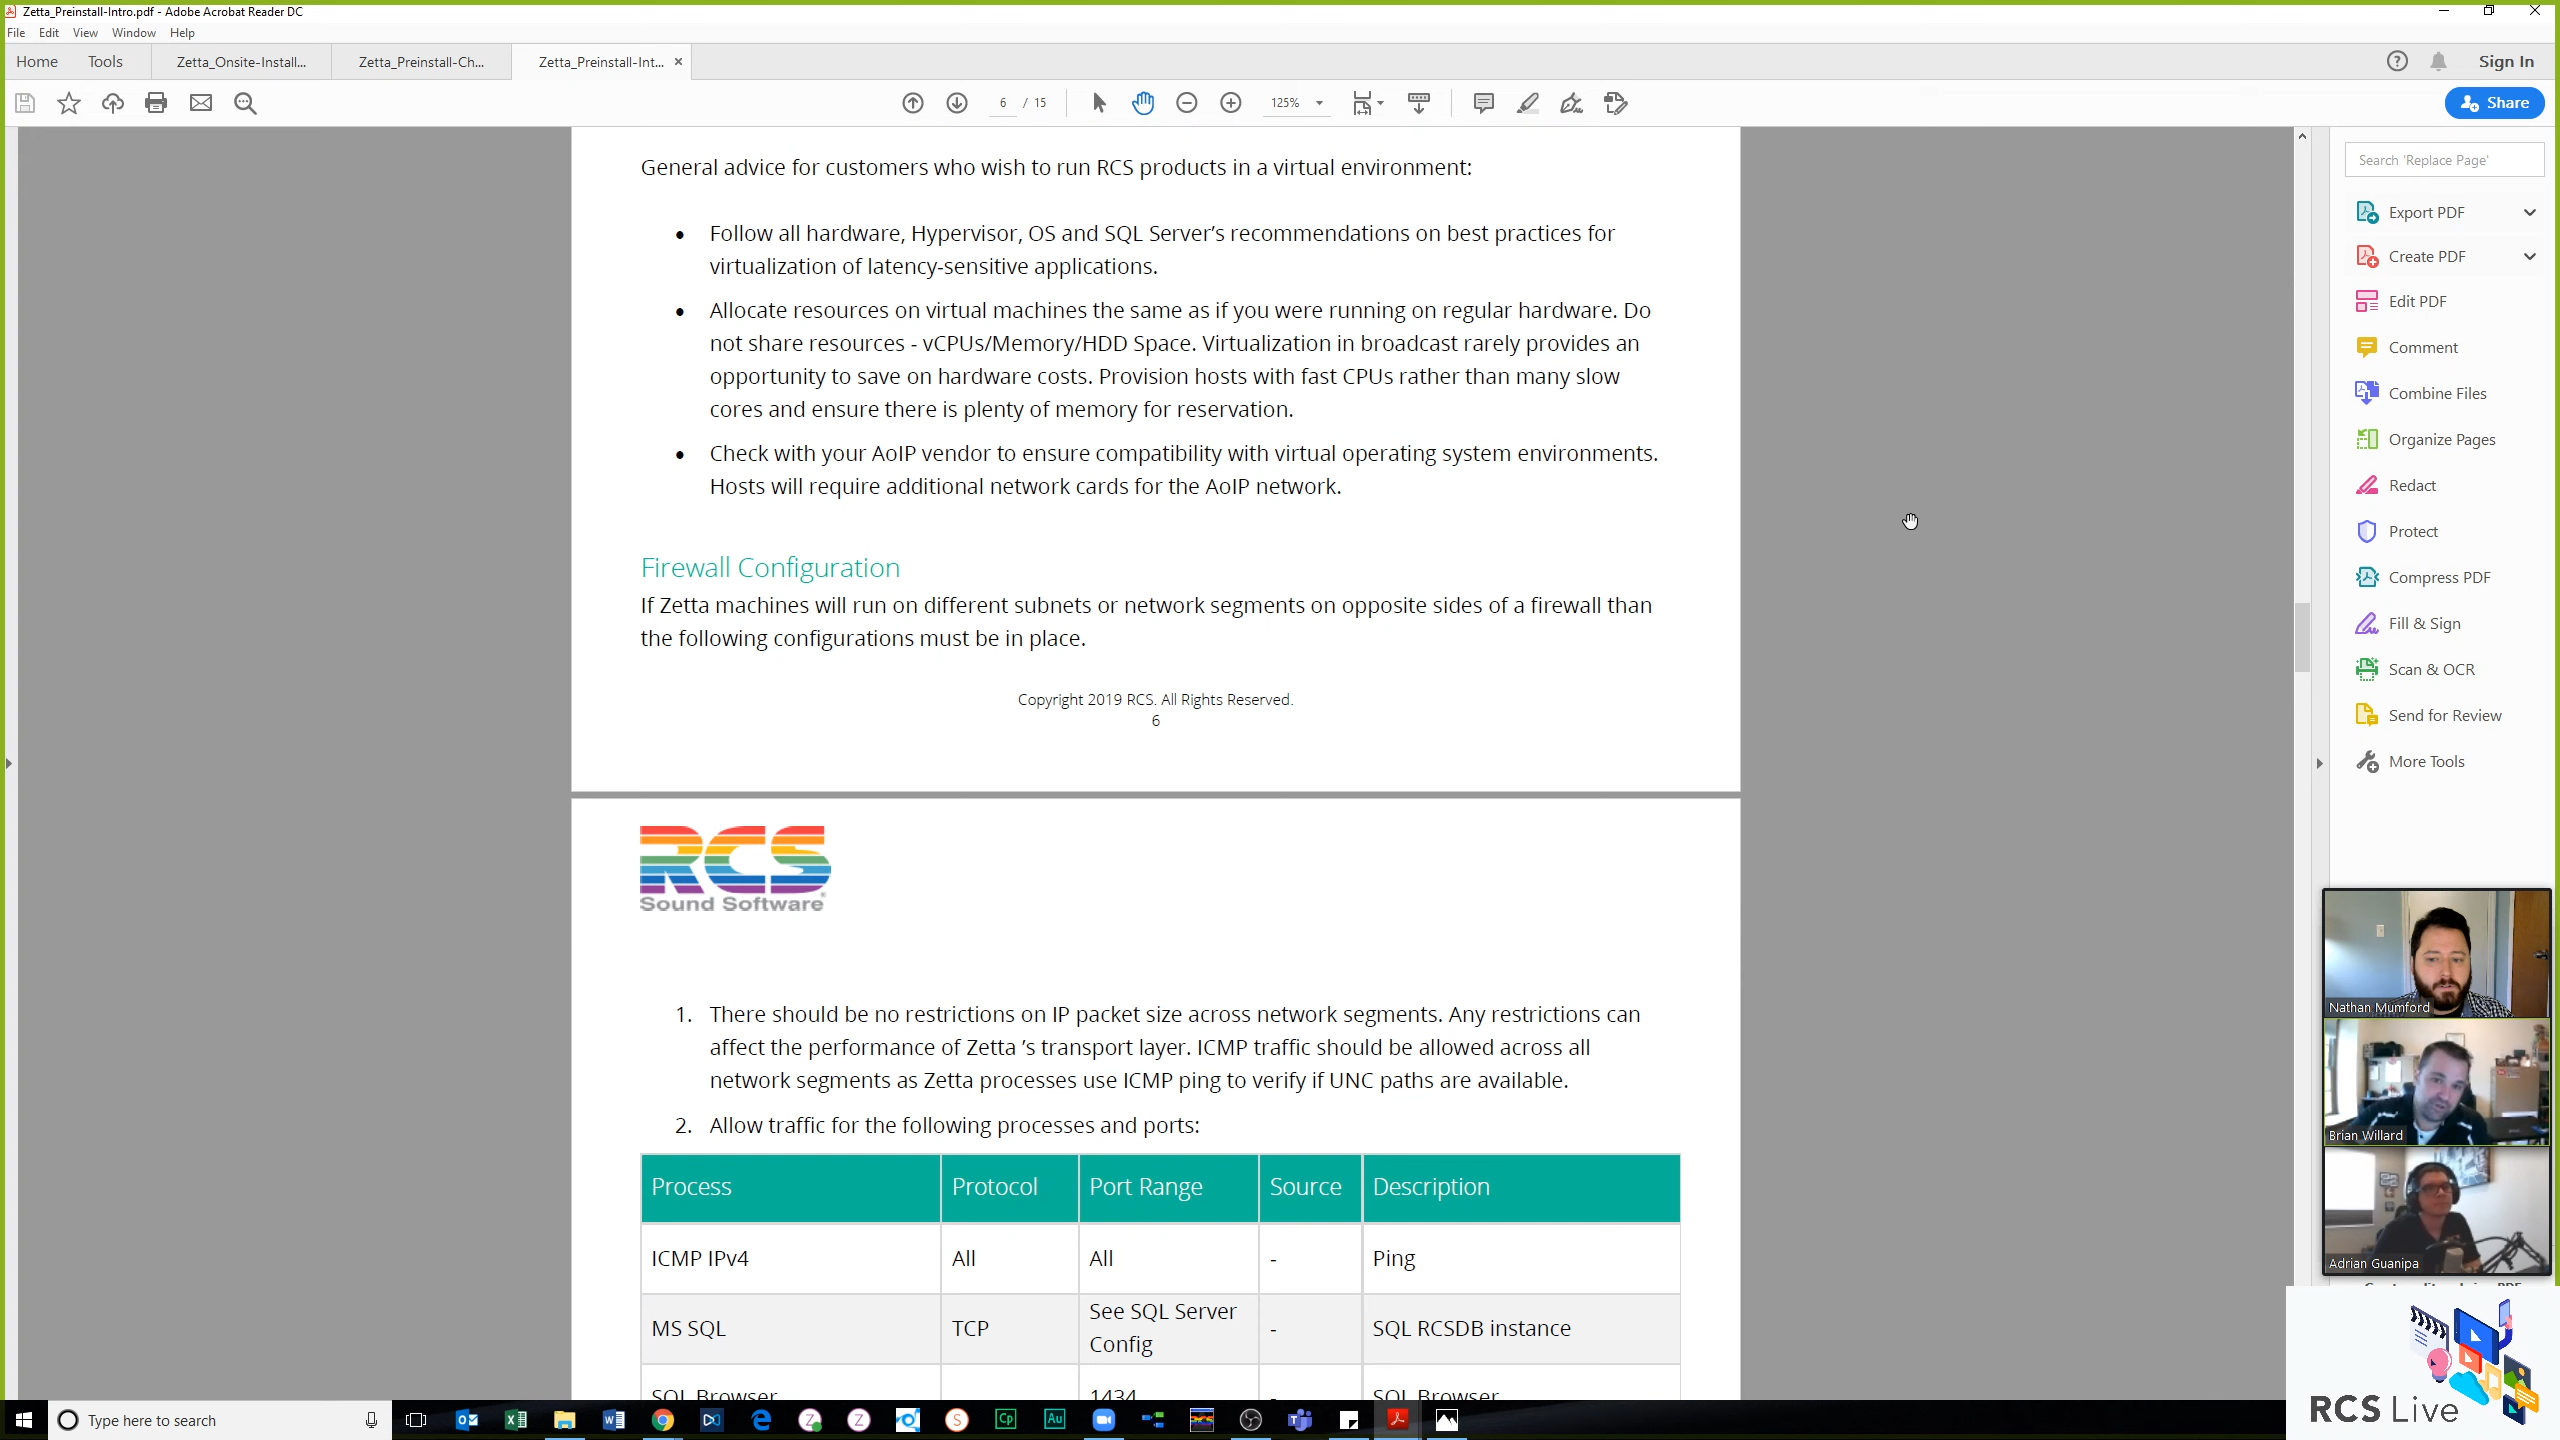 Zetta_Preinstall-Intro.pdf - Adobe Acrobat Reader DC
File Edit View Window Help
Home Tools Zetta_Onsite-Install... Zetta_Preinstall-Ch... Zetta_Preinstall-Int... × Sign In
6 / 15 125% Share
General advice for customers who wish to run RCS products in a virtual environment:
• Follow all hardware, Hypervisor, OS and SQL Server’s recommendations on best practices for
virtualization of latency-sensitive applications.
• Allocate resources on virtual machines the same as if you were running on regular hardware. Do
not share resources - vCPUs/Memory/HDD Space. Virtualization in broadcast rarely provides an
opportunity to save on hardware costs. Provision hosts with fast CPUs rather than many slow
cores and ensure there is plenty of memory for reservation.
• Check with your AoIP vendor to ensure compatibility with virtual operating system environments.
Hosts will require additional network cards for the AoIP network.
Firewall Configuration
If Zetta machines will run on different subnets or network segments on opposite sides of a firewall than
the following configurations must be in place.
Copyright 2019 RCS. All Rights Reserved.
6
RCS
Sound Software
1. There should be no restrictions on IP packet size across network segments. Any restrictions can
affect the performance of Zetta ’s transport layer. ICMP traffic should be allowed across all
network segments as Zetta processes use ICMP ping to verify if UNC paths are available.
2. Allow traffic for the following processes and ports:
Process Protocol Port Range Source Description
ICMP IPv4 All All - Ping
MS SQL TCP See SQL Server Config - SQL RCSDB instance
SQL Browser 1434 - SQL Browser
Search 'Replace Page'
Export PDF
Create PDF
Edit PDF
Comment
Combine Files
Organize Pages
Redact
Protect
Compress PDF
Fill & Sign
Scan & OCR
Send for Review
More Tools
Nathan Mumford
Brian Willard
Adrian Guanipa
RCS Live
Type here to search